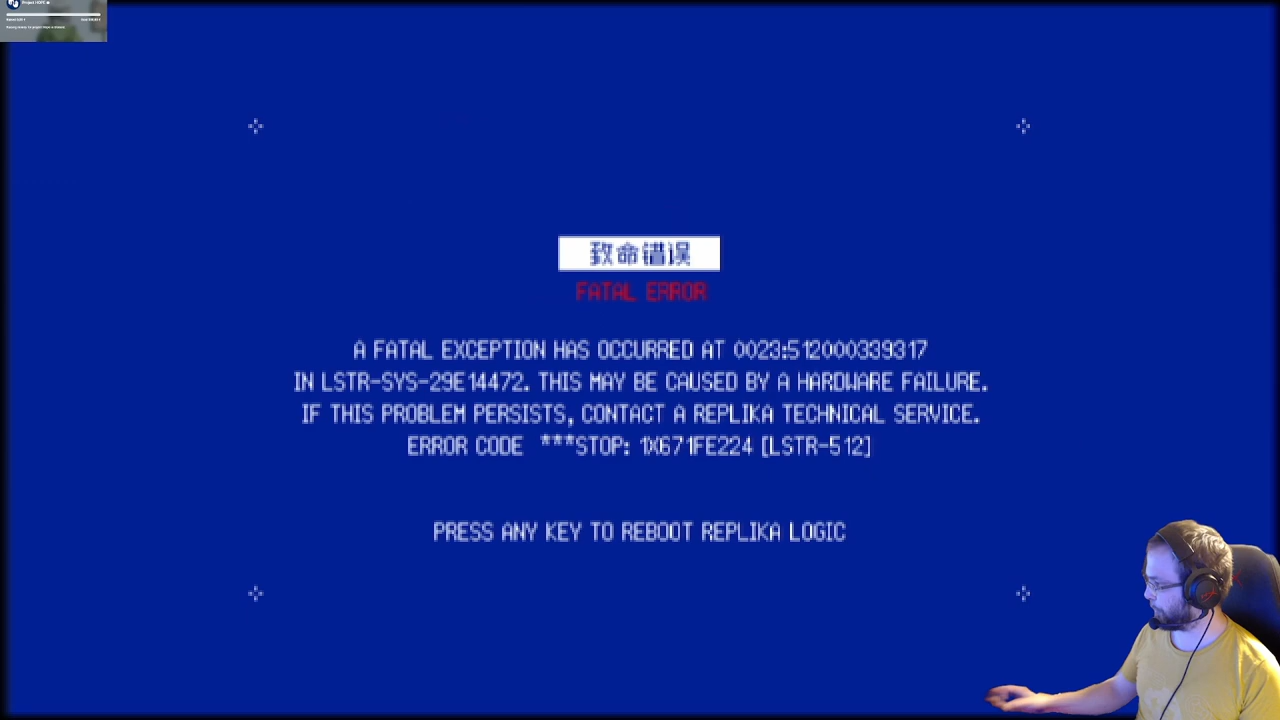 Project HOPE
致命错误
FATAL ERROR
A FATAL EXCEPTION HAS OCCURRED AT 0023:512000339317
IN LSTR-SYS-29E14472. THIS MAY BE CAUSED BY A HARDWARE FAILURE.
IF THIS PROBLEM PERSISTS, CONTACT A REPLIKA TECHNICAL SERVICE.
ERROR CODE ***STOP: 1X671FE224 [LSTR-512]
PRESS ANY KEY TO REBOOT REPLIKA LOGIC